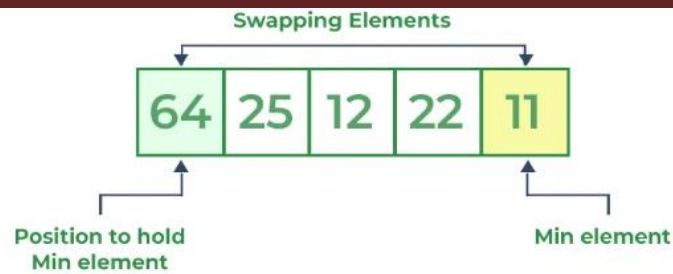 Swapping Elements
64 25 12 22 11
Position to hold
Min element
Min element